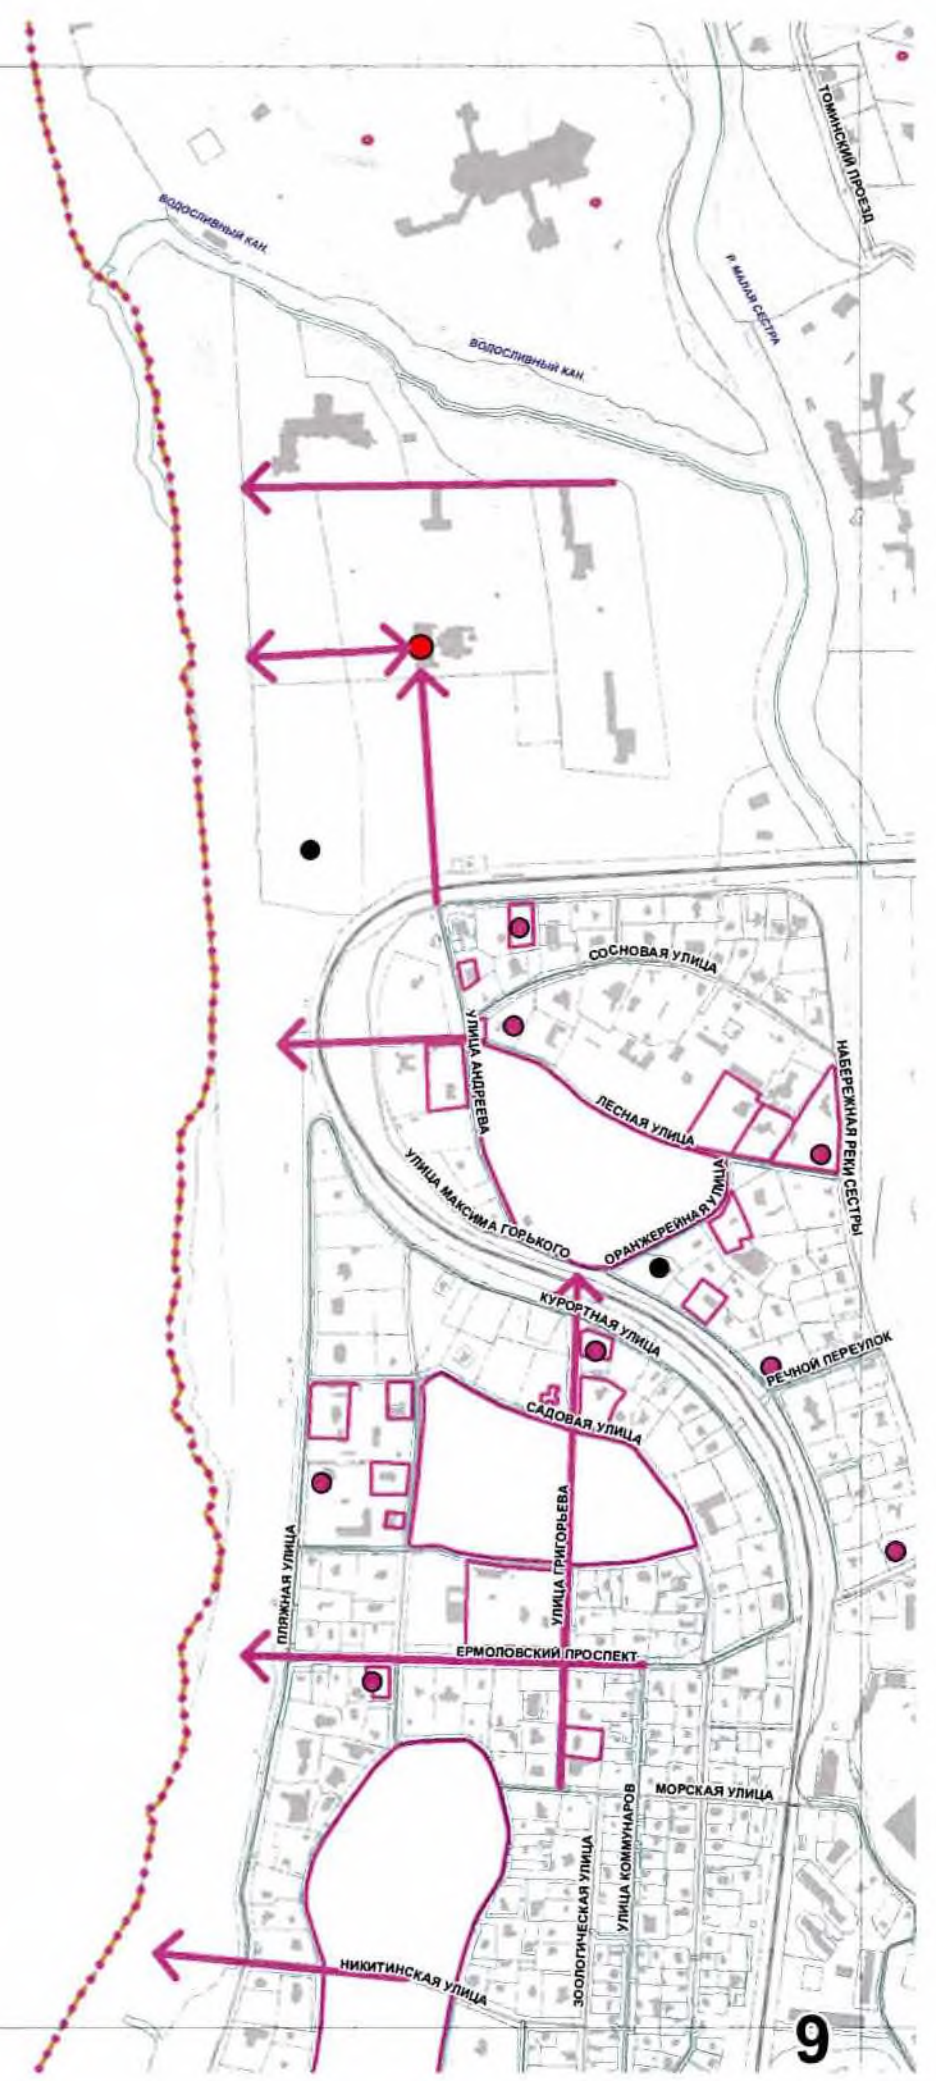 ТОМИНСКИЙ ПРОЕЗД
ВОДОСЛИВНЫЙ КАН.
Р. МАЛАЯ СЕСТРА
ВОДОСЛИВНЫЙ КАН.
СОСНОВАЯ УЛИЦА
УЛИЦА АНДРЕЕВА
НАБЕРЕЖНАЯ РЕКИ СЕСТРЫ
ЛЕСНАЯ УЛИЦА
УЛИЦА МАКСИМА ГОРЬКОГО
ОРАНЖЕРЕЙНАЯ УЛИЦА
КУРОРТНАЯ УЛИЦА
РЕЧНОЙ ПЕРЕУЛОК
САДОВАЯ УЛИЦА
УЛИЦА ГРИГОРЬЕВА
ПЛЯЖНАЯ УЛИЦА
ЕРМОЛОВСКИЙ ПРОСПЕКТ
МОРСКАЯ УЛИЦА
УЛИЦА КОММУНАРОВ
ЗООЛОГИЧЕСКАЯ УЛИЦА
НИКИТИНСКАЯ УЛИЦА
9